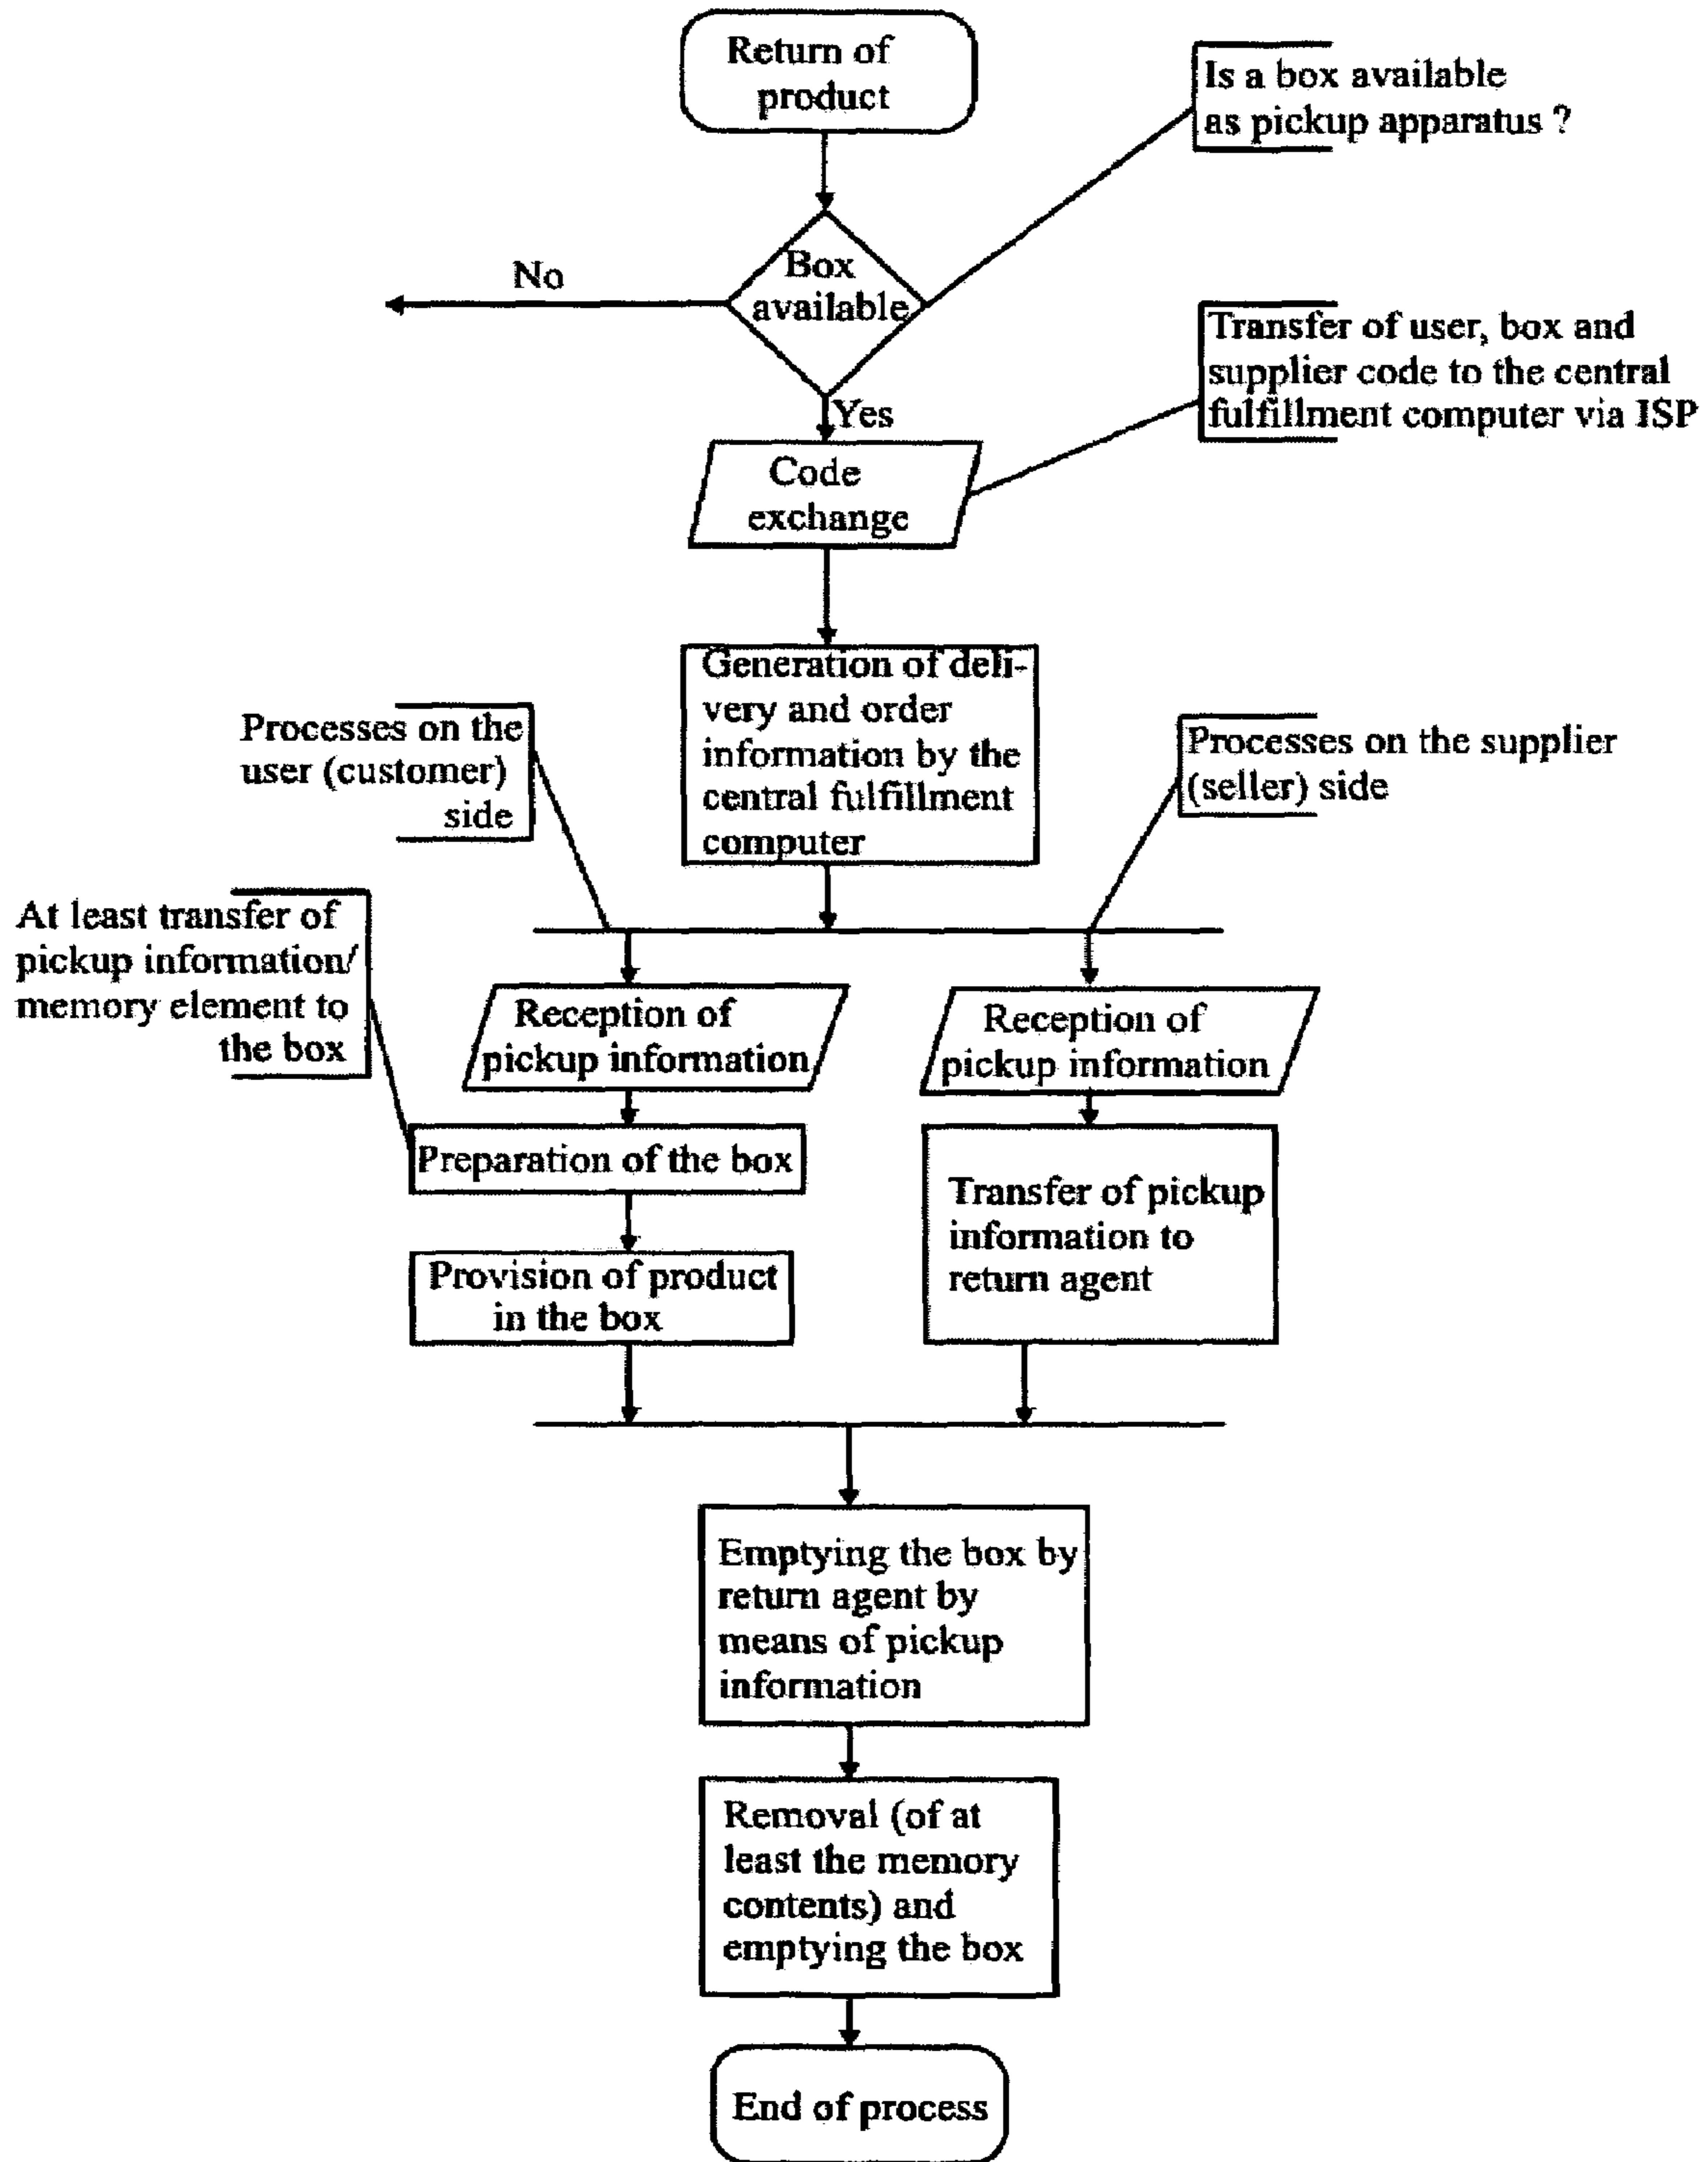 Return of
product
Is a box available
as pickup apparatus ?
Box
available
No
Transfer of user, box and
supplier code to the central
fulfillment computer via ISP
Yes
Code
exchange
Generation of deli-
very and order
information by the
central fulfillment
computer
Processes on the
user (customer)
side
Processes on the supplier
(seller) side
At least transfer of
pickup information/
memory element to
the box
Reception of
pickup information
Reception of
pickup information
Preparation of the box
Transfer of pickup
information to
return agent
Provision of product
in the box
Emptying the box by
return agent by
means of pickup
information
Removal (of at
least the memory
contents) and
emptying the box
End of process